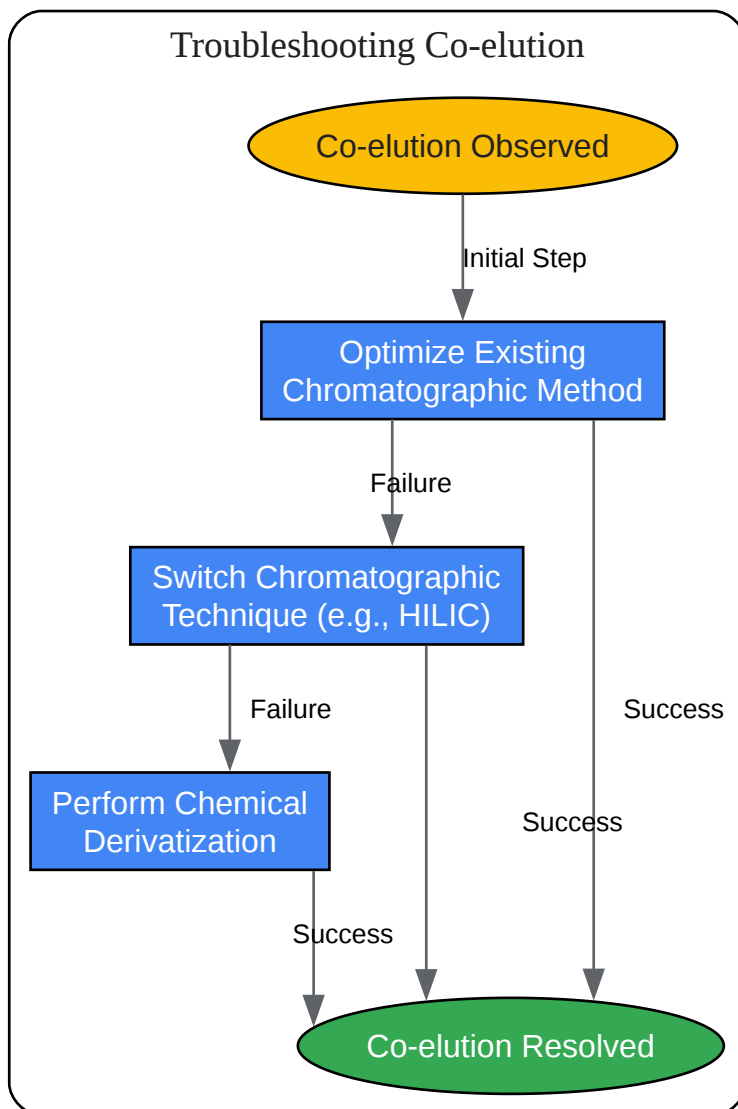 Troubleshooting Co-elution
Co-elution Observed
Initial Step
Optimize Existing
Chromatographic Method
Failure
Switch Chromatographic
Technique (e.g., HILIC)
Failure
Success
Perform Chemical
Derivatization
Success
Success
Co-elution Resolved